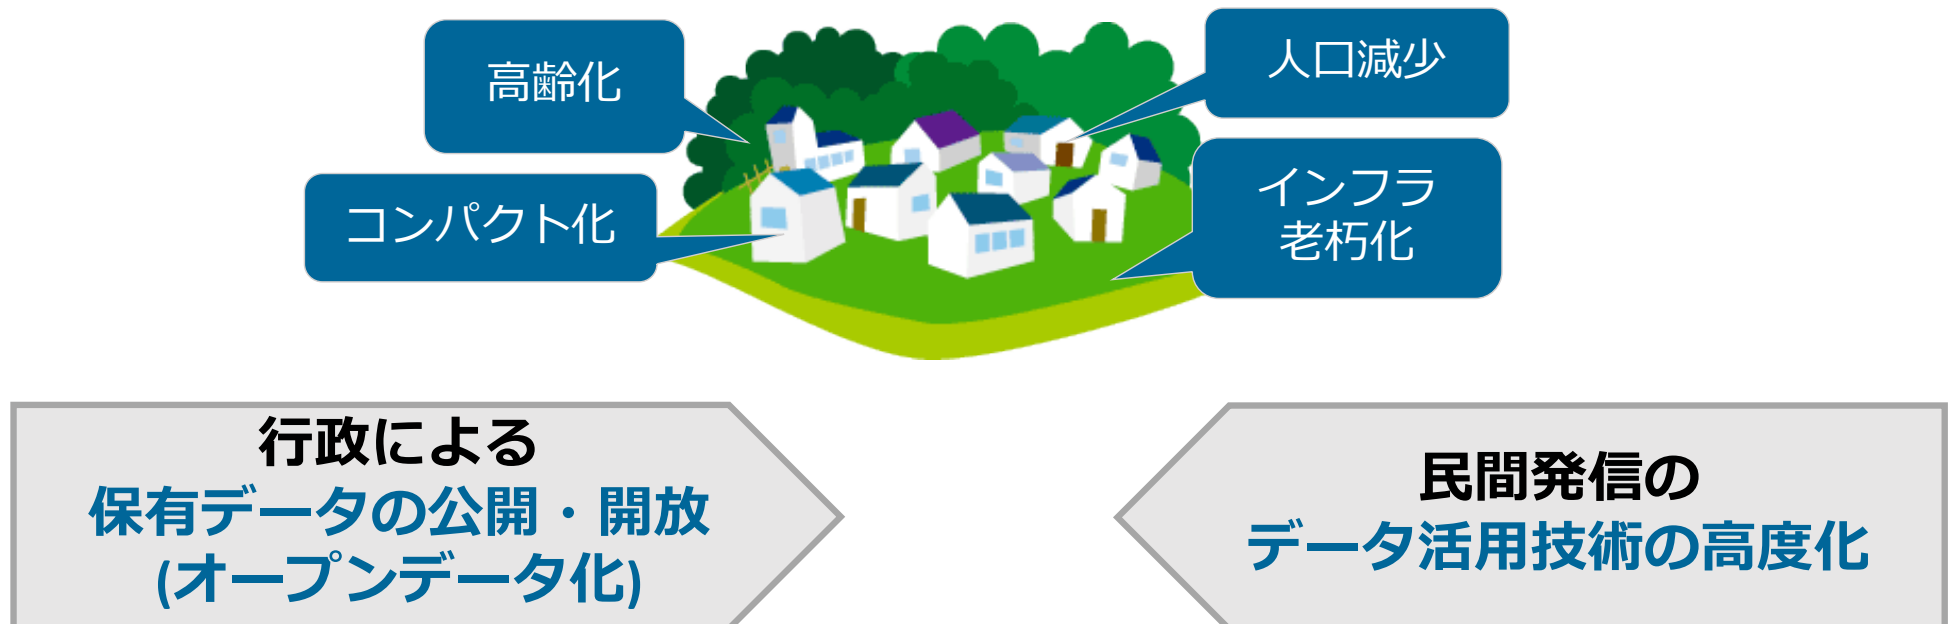 高齢化
人口減少
コンパクト化
インフラ
老朽化
行政による
保有データの公開・開放
(オープンデータ化)
民間発信の
データ活用技術の高度化